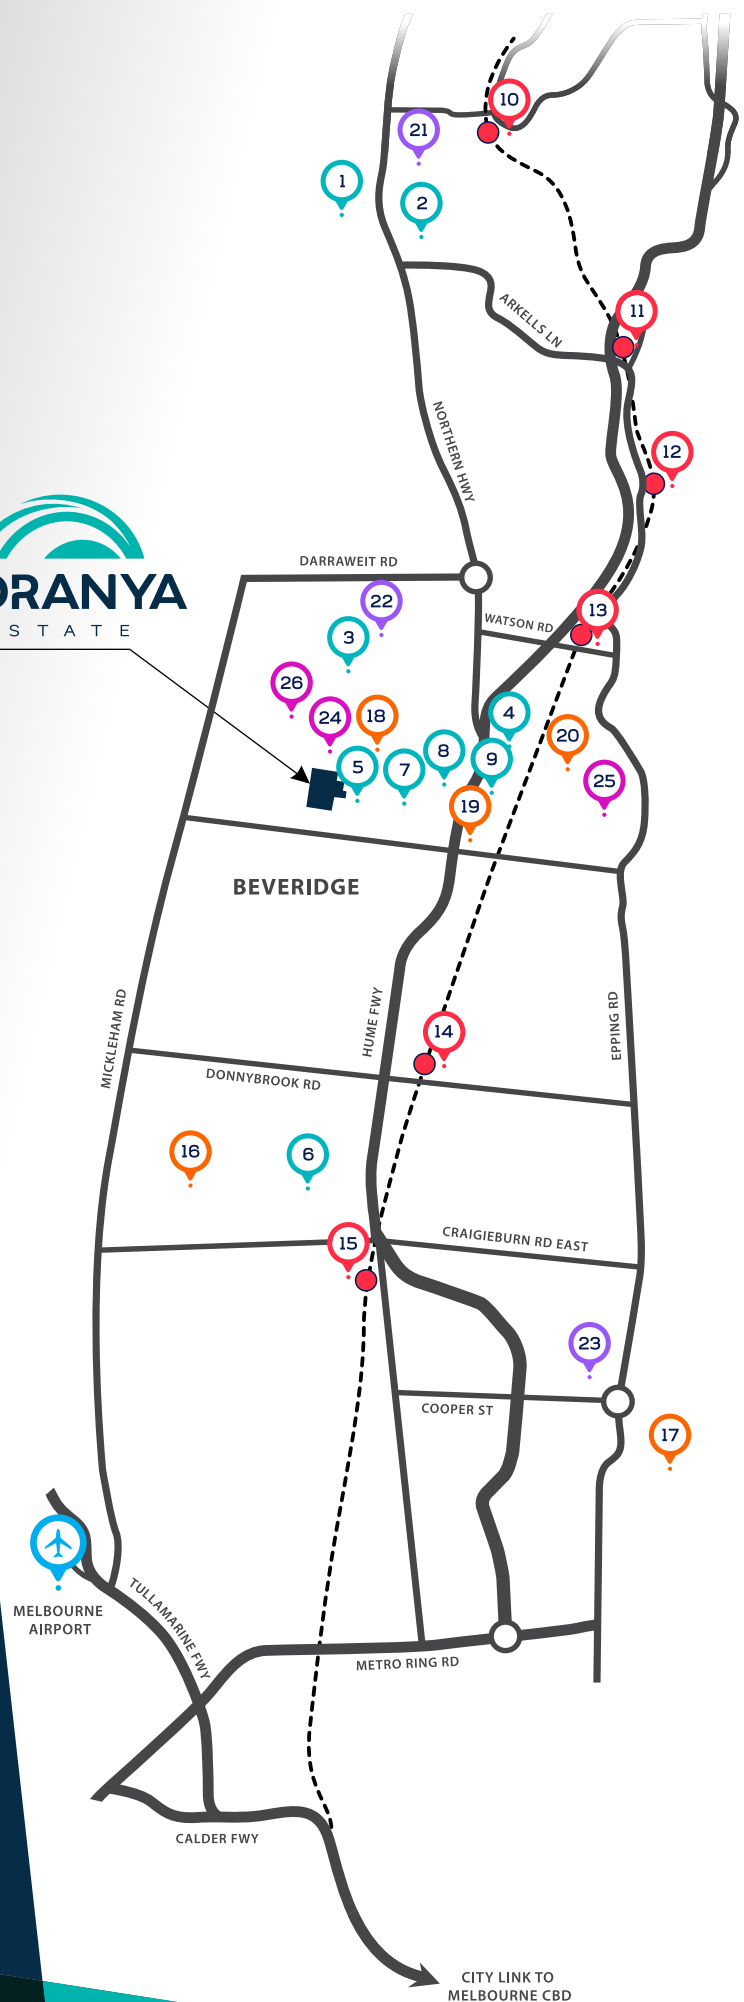 10
21
1
2
11
ARKELLS LN
NORTHERN HWY
12
DARRAWEIT RD
ORANYA
STATE
22
13
WATSON RD
3
26
24
18
4
20
8
9
5
7
25
19
BEVERIDGE
MICKLEHAM RD
HUME FWY
EPPING RD
14
DONNYBROOK RD
16
6
15
CRAIGIEBURN RD EAST
23
COOPER ST
17
MELBOURNE
AIRPORT
TULLAMARINE FWY
METRO RING RD
CALDER FWY
CITY LINK TO
MELBOURNE CBD